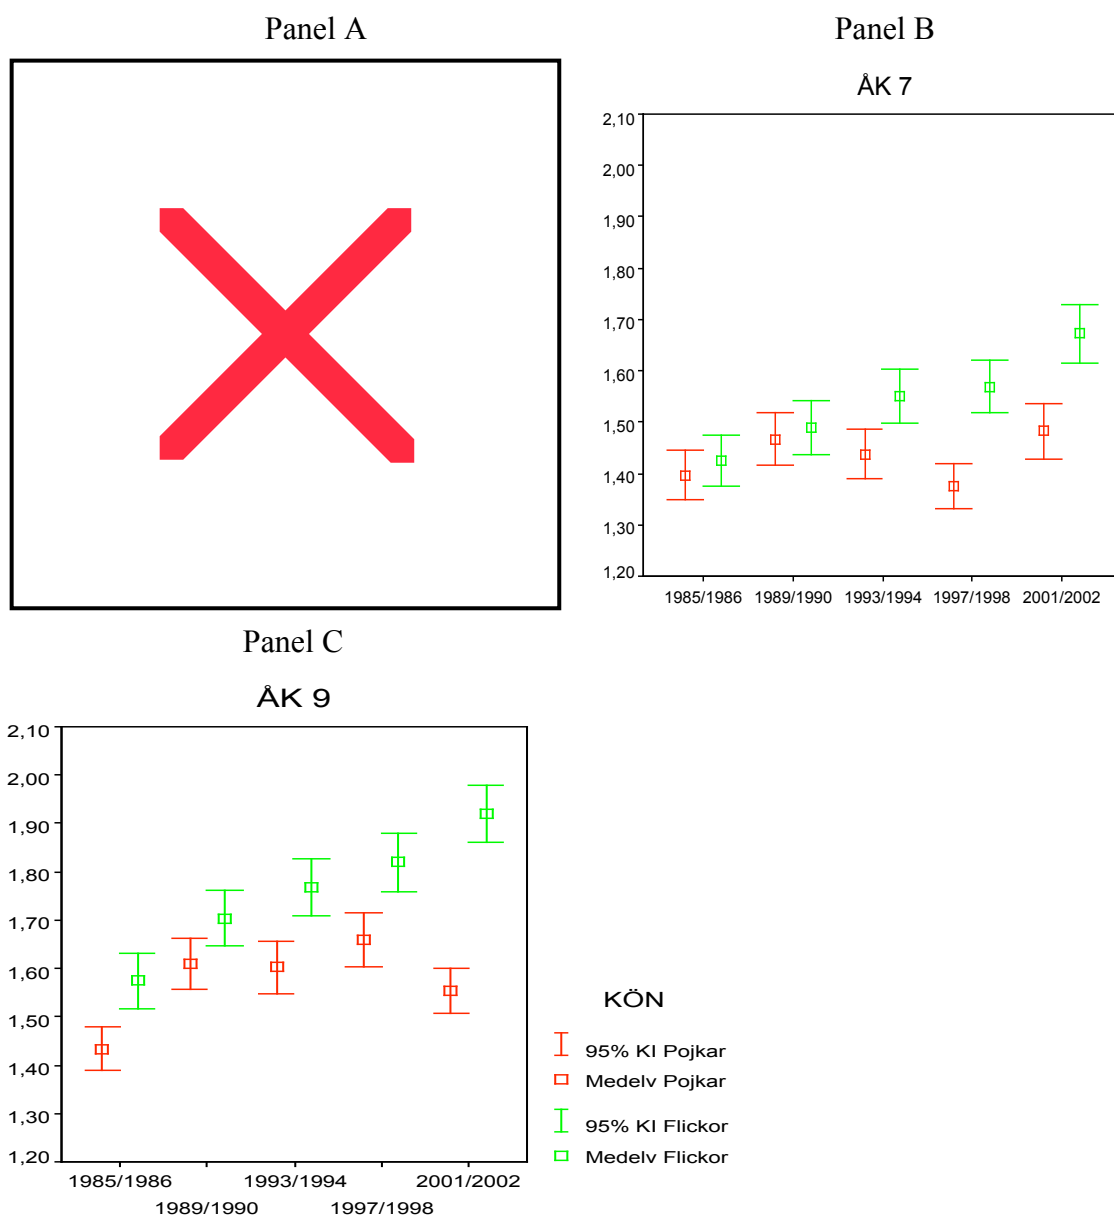 Panel A
Panel B
ÅK 7
2,10
2,00
1,90
1,80
1,70
1,60
1,50
1,40
1,30
1,20
1985/1986 1989/1990 1993/1994 1997/1998 2001/2002
Panel C
ÅK 9
2,10
2,00
1,90
1,80
1,70
1,60
1,50
1,40
1,30
1,20
1985/1986 1993/1994 2001/2002
1989/1990 1997/1998
KÖN
95% KI Pojkar
Medelv Pojkar
95% KI Flickor
Medelv Flickor